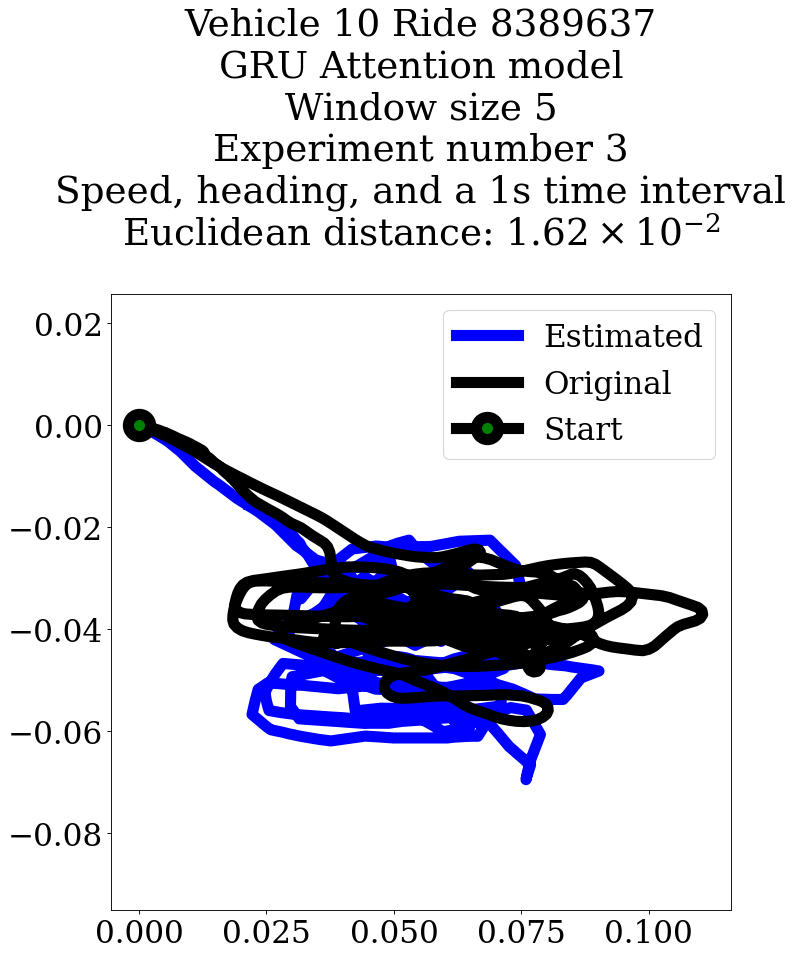 Vehicle 10 Ride 8389637
GRU Attention model
Window size 5
Experiment number 3
Speed, heading, and a 1s time interval
Euclidean distance: 1.62 × 10⁻²
Estimated
Original
Start
0.02
0.00
−0.02
−0.04
−0.06
−0.08
0.000 0.025 0.050 0.075 0.100